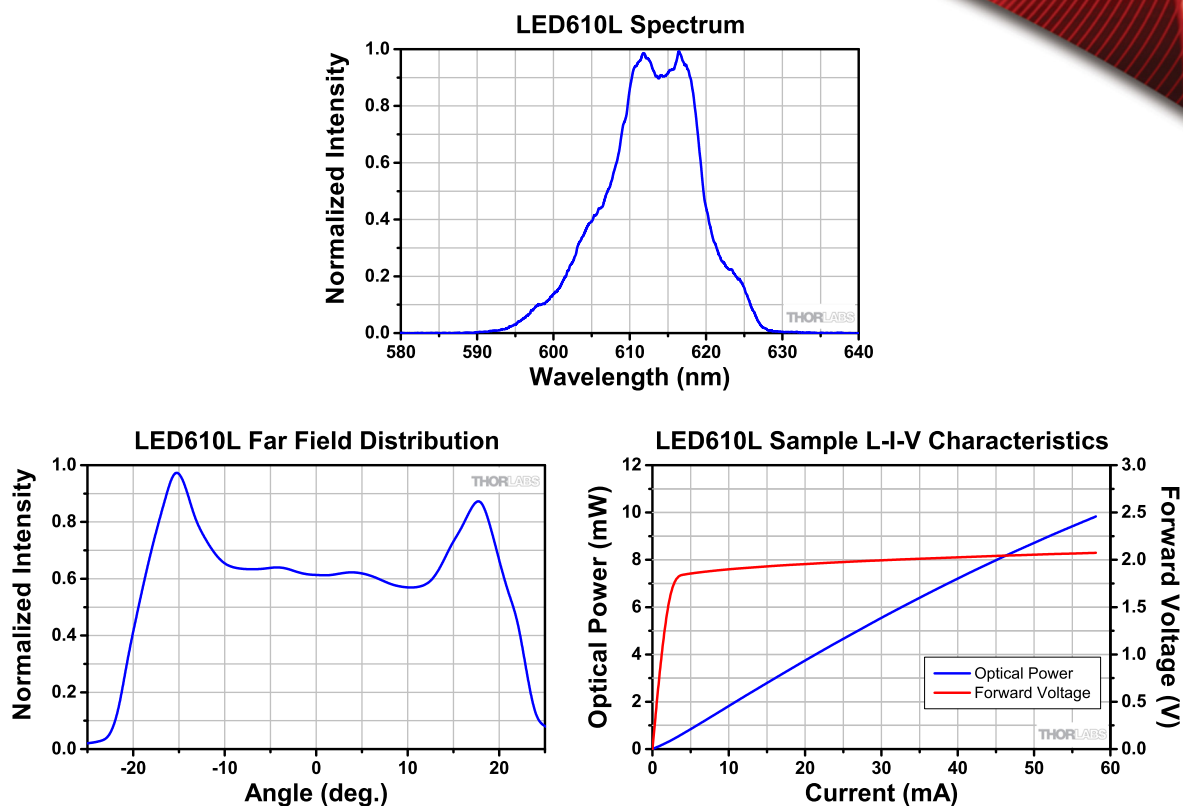 LED610L Spectrum
Normalized Intensity
1.0
0.8
0.6
0.4
0.2
0.0
THORLABS
580 590 600 610 620 630 640
Wavelength (nm)
LED610L Far Field Distribution
Normalized Intensity
1.0
0.8
0.6
0.4
0.2
0.0
THORLABS
-20 -10 0 10 20
Angle (deg.)
LED610L Sample L-I-V Characteristics
Optical Power (mW)
12
10
8
6
4
2
0
3.0
2.5
2.0
1.5
1.0
0.5
0.0
Forward Voltage (V)
Optical Power
Forward Voltage
THORLABS
0 10 20 30 40 50 60
Current (mA)